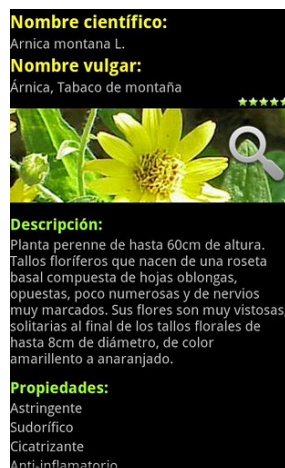 Nombre científico:
Arnica montana L.
Nombre vulgar:
Árnica, Tabaco de montaña
Descripción:
Planta perenne de hasta 60cm de altura.
Tallos floríferos que nacen de una roseta
basal compuesta de hojas oblongas,
opuestas, poco numerosas y de nervios
muy marcados. Sus flores son muy vistosas,
solitarias al final de los tallos florales de
hasta 8cm de diámetro, de color
amarillento a anaranjado.
Propiedades:
Astringente
Sudorífico
Cicatrizante
Anti-inflamatorio